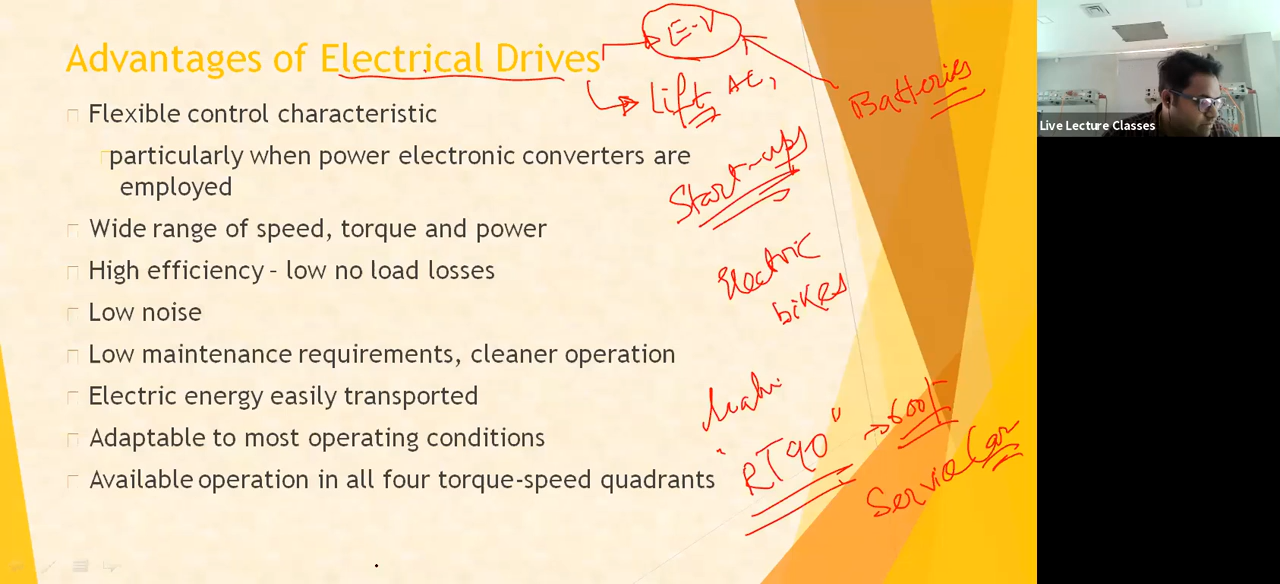 Advantages of Electrical Drives
E-V
Lift, AC,
Batteries
Live Lecture Classes
Flexible control characteristic
particularly when power electronic converters are
employed
Start-ups
Wide range of speed, torque and power
High efficiency – low no load losses
Electric
bikes
Low noise
Low maintenance requirements, cleaner operation
Electric energy easily transported
Adaptable to most operating conditions
"RT90"
Available operation in all four torque-speed quadrants